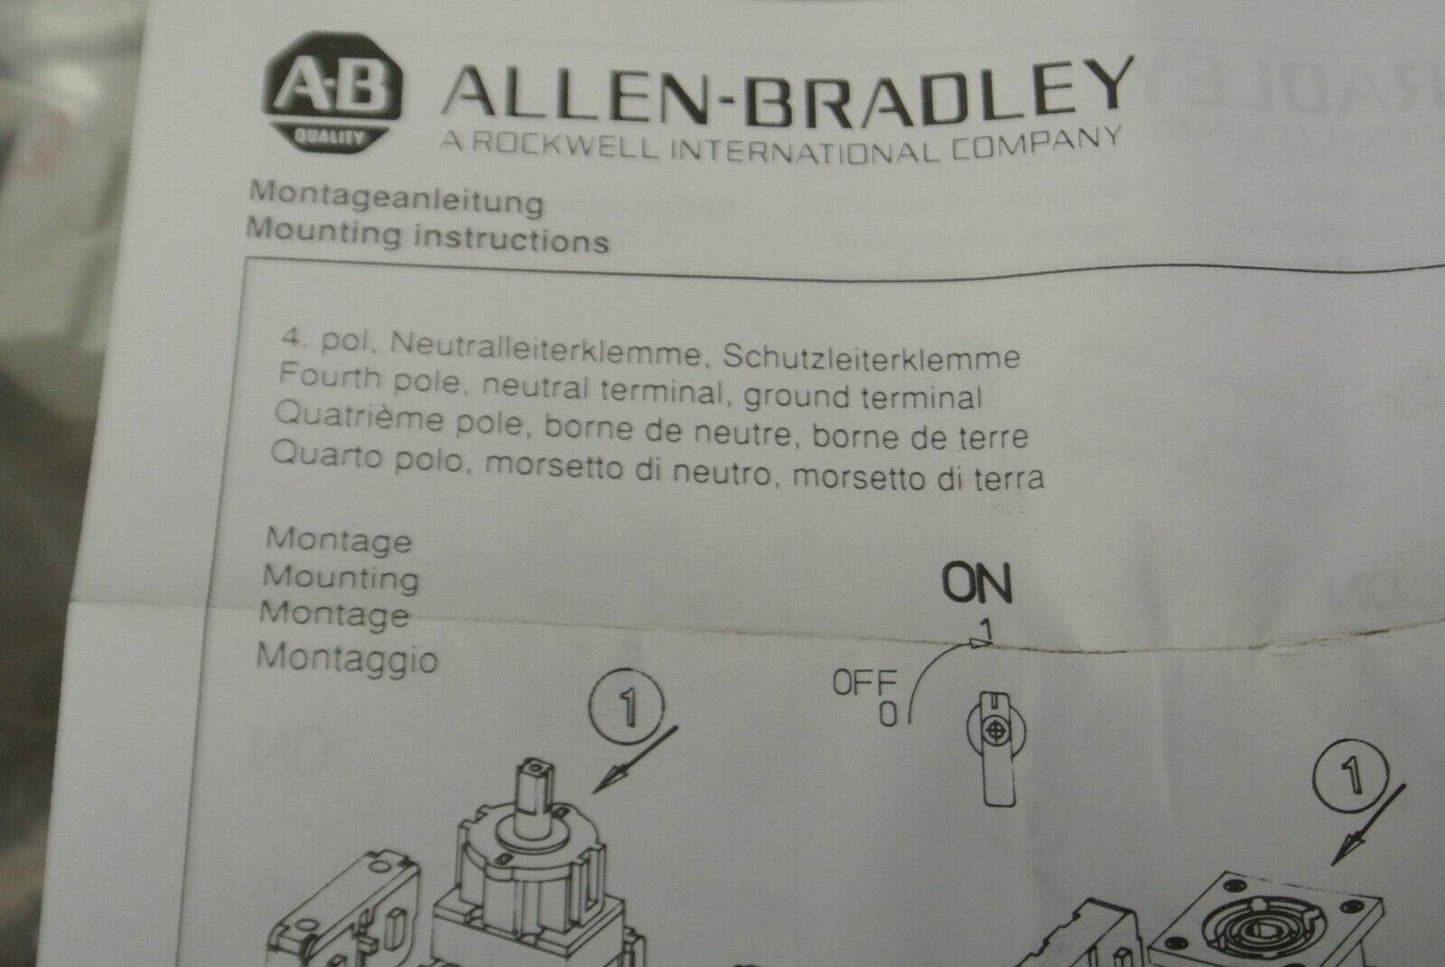 A-B
QUALITY
ALLEN-BRADLEY
A ROCKWELL INTERNATIONAL COMPANY
Montageanleitung
Mounting instructions
4. pol, Neutralleiterklemme, Schutzleiterklemme
Fourth pole, neutral terminal, ground terminal
Quatrième pole, borne de neutre, borne de terre
Quarto polo, morsetto di neutro, morsetto di terra
Montage
Mounting
Montage
Montaggio
ON
1
OFF
0
1
1